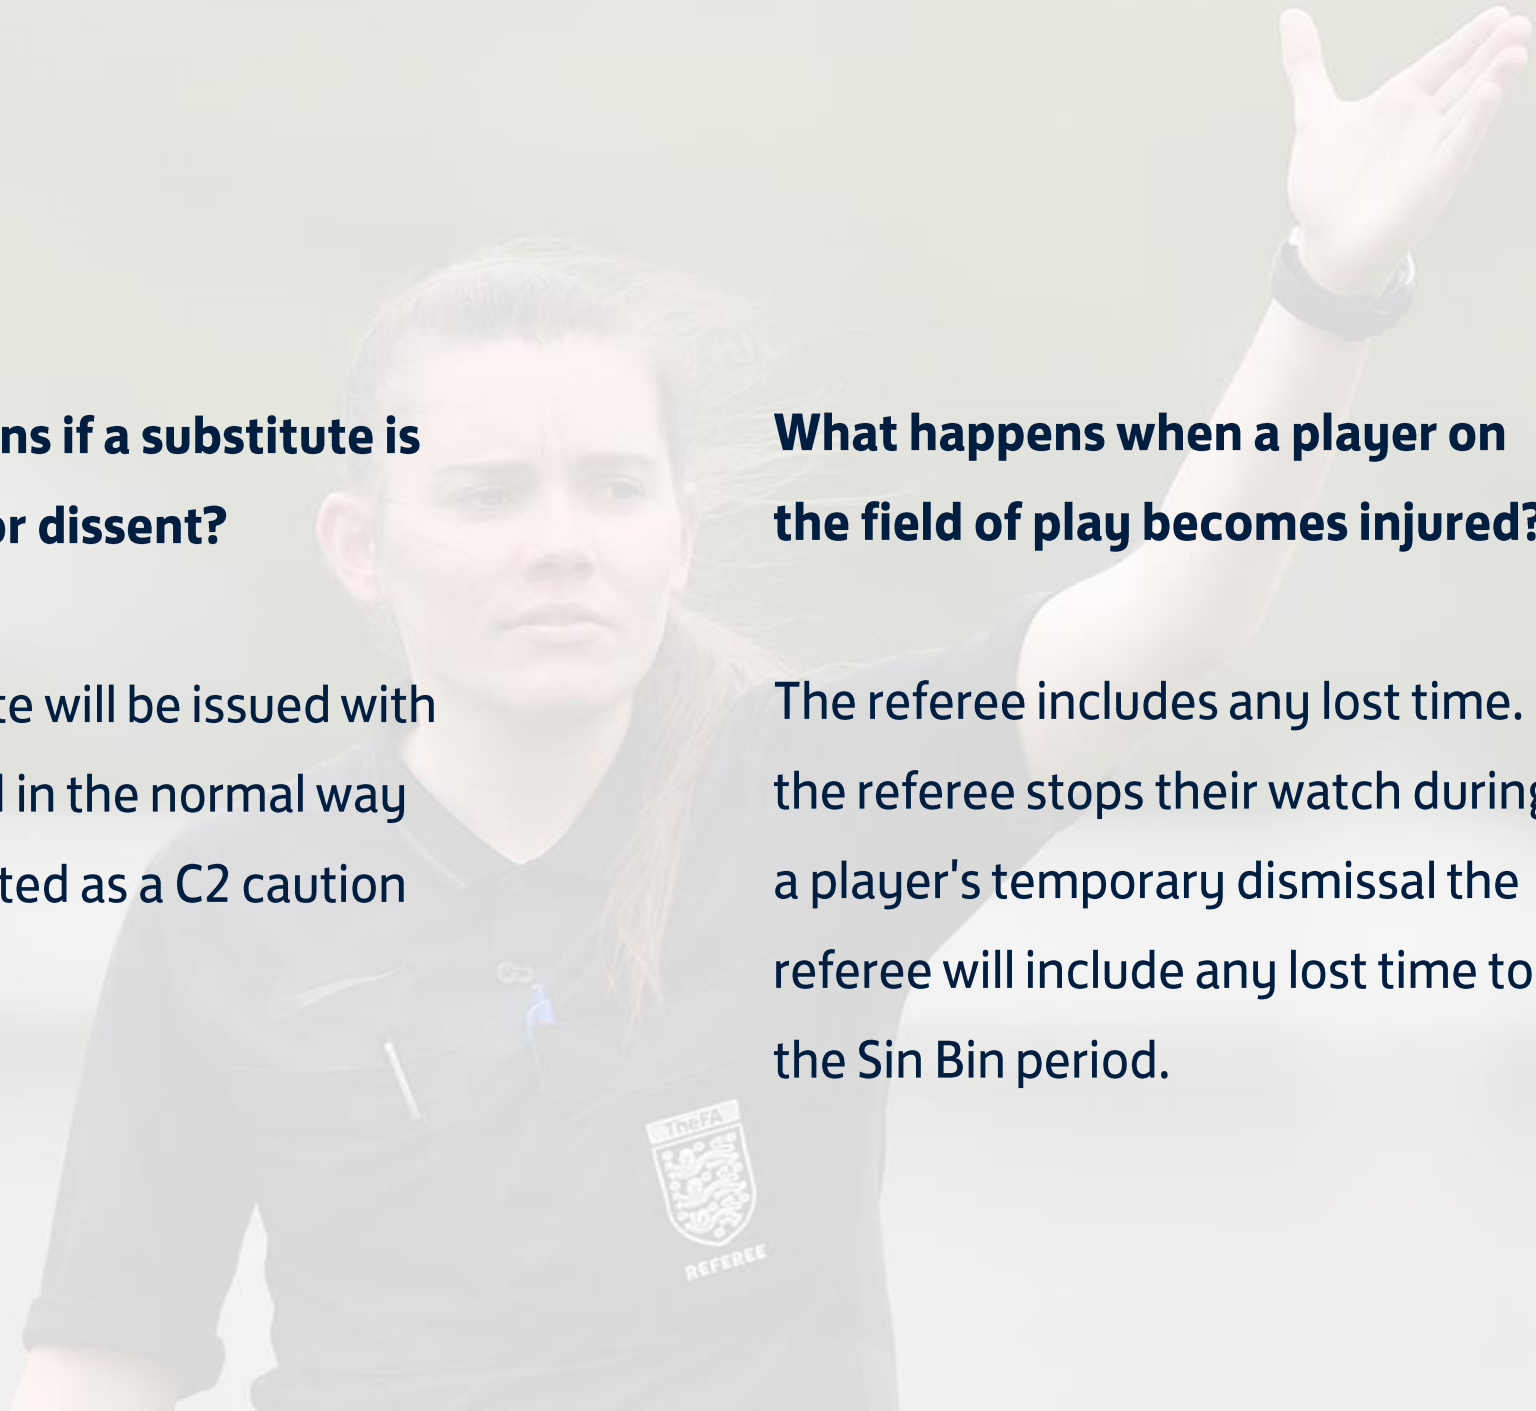 ns if a substitute is
or dissent?
te will be issued with
in the normal way
ted as a C2 caution
What happens when a player on
the field of play becomes injured?
The referee includes any lost time.
the referee stops their watch during
a player's temporary dismissal the
referee will include any lost time to
the Sin Bin period.
TheFA
REFEREE